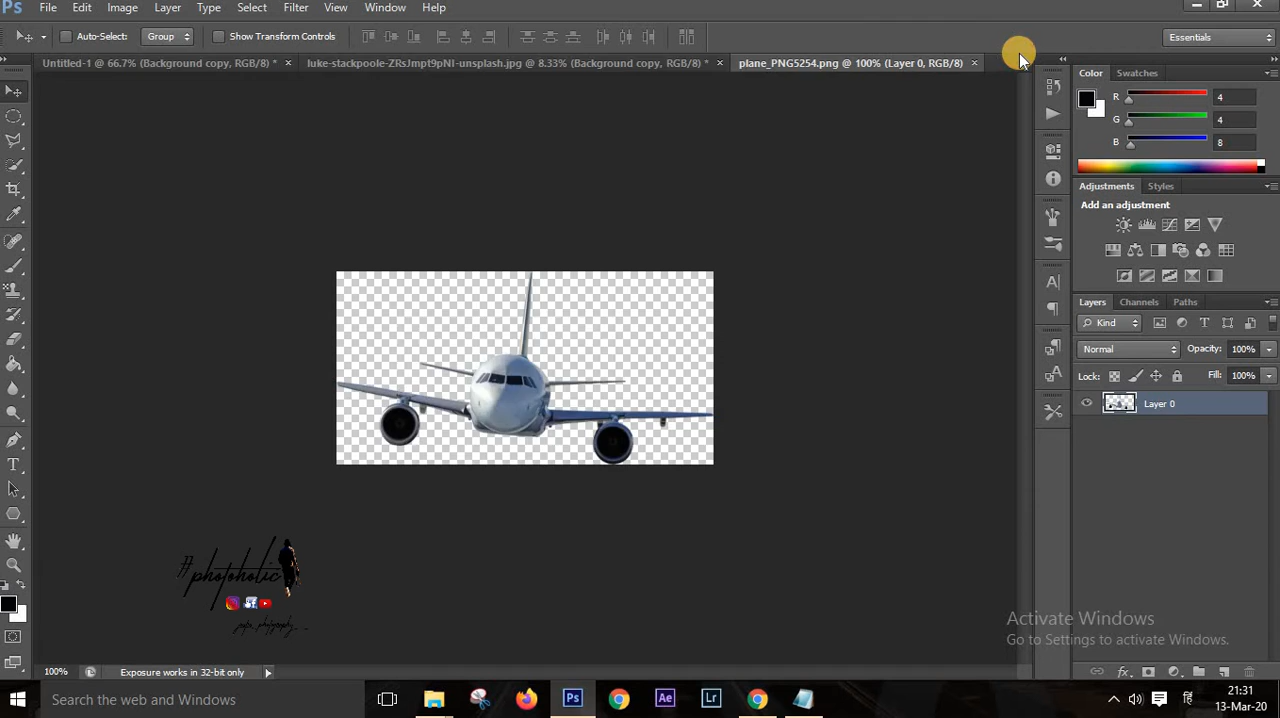 Ps File Edit Image Layer Type Select Filter View Window Help
Auto-Select: Group Show Transform Controls Essentials
Untitled-1 @ 66.7% (Background copy, RGB/8) * × luke-stackpoole-ZRsJmpt9pNI-unsplash.jpg @ 8.33% (Background copy, RGB/8) * × plane_PNG5254.png @ 100% (Layer 0, RGB/8) ×
Color Swatches
R 4
G 4
B 8
Adjustments Styles
Add an adjustment
Layers Channels Paths
Kind
Normal Opacity: 100%
Lock: Fill: 100%
Layer 0
#photoholic
Activate Windows
Go to Settings to activate Windows.
100% Exposure works in 32-bit only
Search the web and Windows Ps Ae Lr
21:31
13-Mar-20